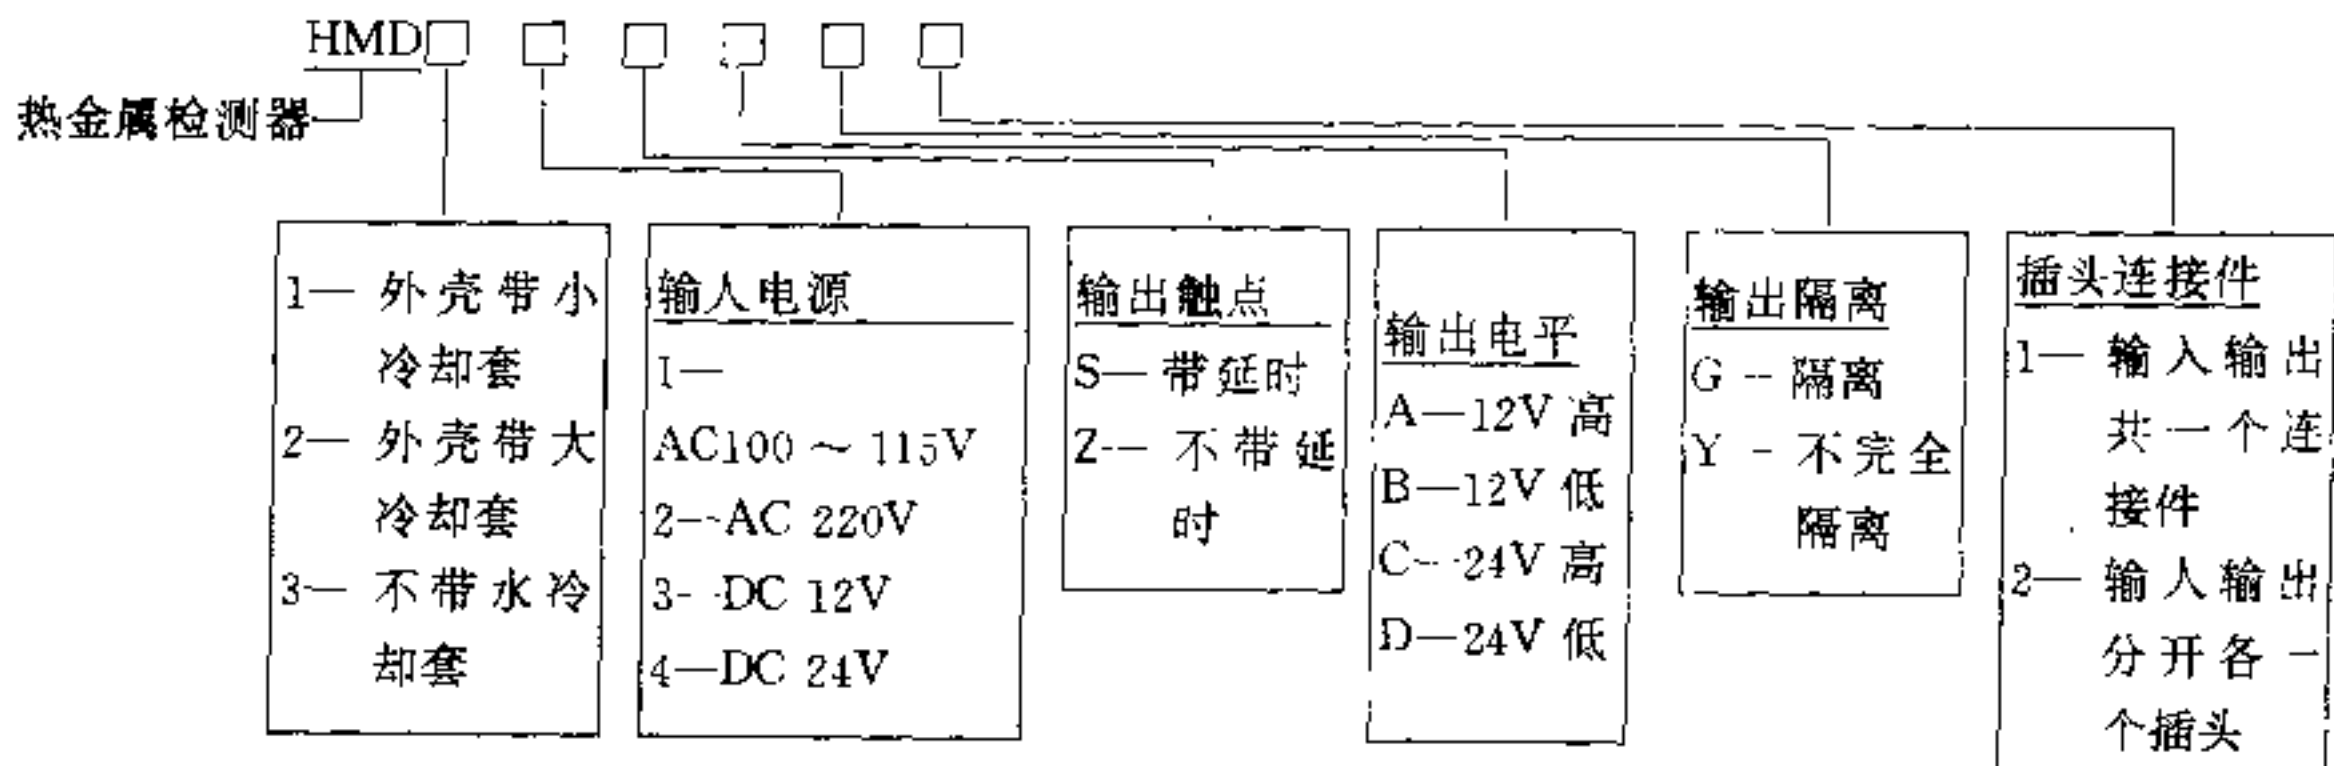 HMD□ □ □ □ □ □
热金属检测器
1— 外壳带小
冷却套
2— 外壳带大
冷却套
3— 不带水冷
却套
输入电源
1—
AC100～115V
2—AC 220V
3—DC 12V
4—DC 24V
输出触点
S— 带延时
Z— 不带延
时
输出电平
A—12V 高
B—12V 低
C—24V 高
D—24V 低
输出隔离
G－隔离
Y－不完全
隔离
插头连接件
1— 输入输出
共一个连
接件
2— 输入输出
分开各一
个插头